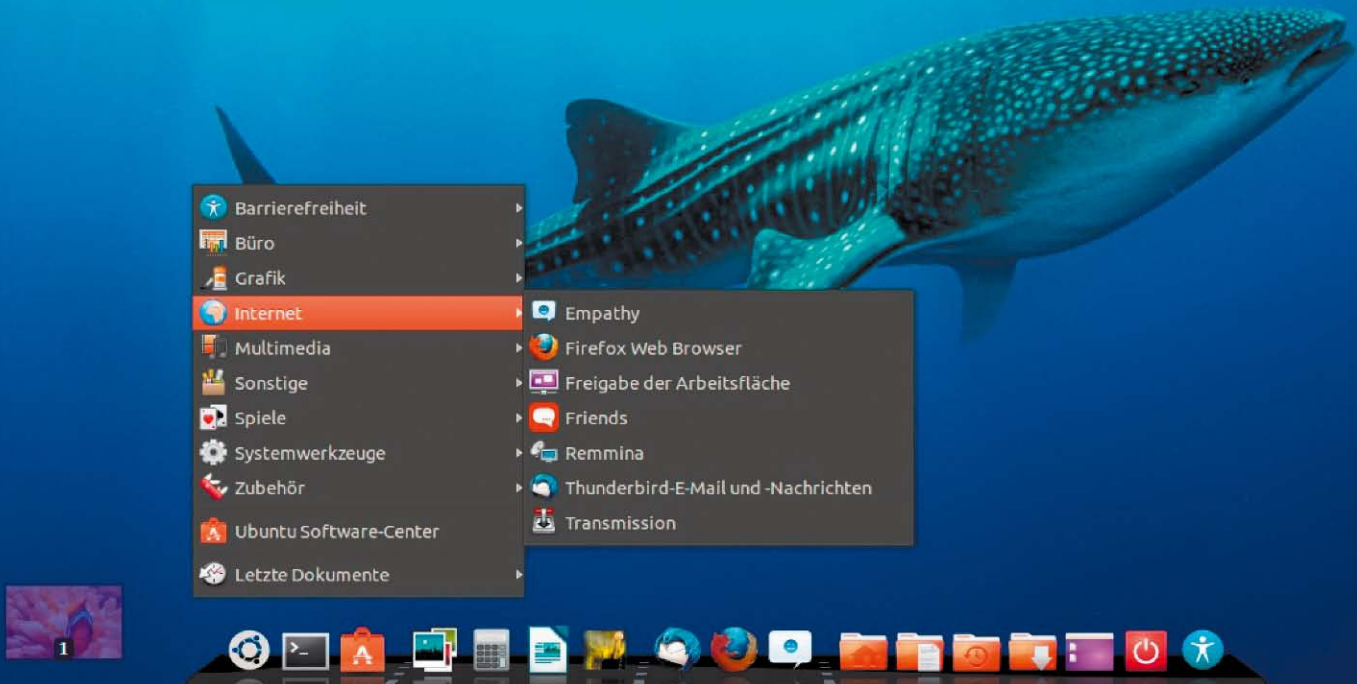 Barrierefreiheit
Büro
Grafik
Internet
Multimedia
Sonstige
Spiele
Systemwerkzeuge
Zubehör
Ubuntu Software-Center
Letzte Dokumente
Empathy
Firefox Web Browser
Freigabe der Arbeitsfläche
Friends
Remmina
Thunderbird-E-Mail und -Nachrichten
Transmission
1